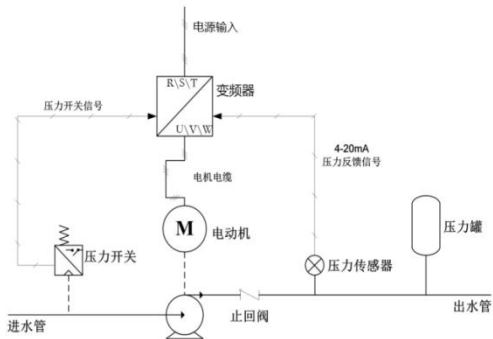 电源输入
R\S\T
变频器
压力开关信号
U\V\W
4-20mA
压力反馈信号
电机电缆
M
电动机
压力罐
压力开关
压力传感器
进水管
止回阀
出水管